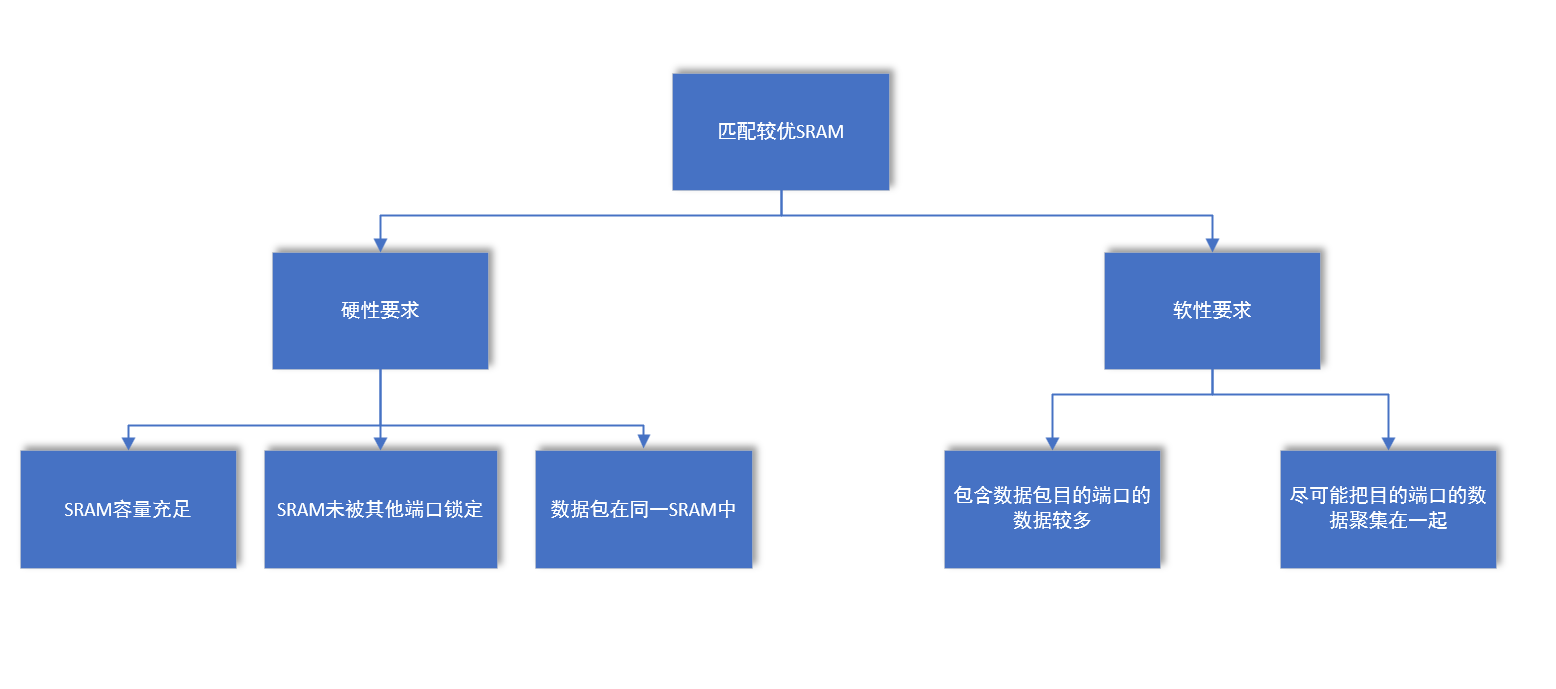 匹配较优SRAM
硬性要求
软性要求
SRAM容量充足
SRAM未被其他端口锁定
数据包在同一SRAM中
包含数据包目的端口的
数据较多
尽可能把目的端口的数
据聚集在一起